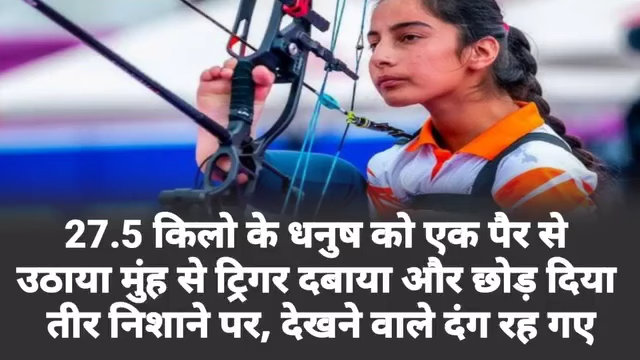 27.5 किलो के धनुष को एक पैर से
उठाया मुंह से ट्रिगर दबाया और छोड़ दिया
तीर निशाने पर, देखने वाले दंग रह गए